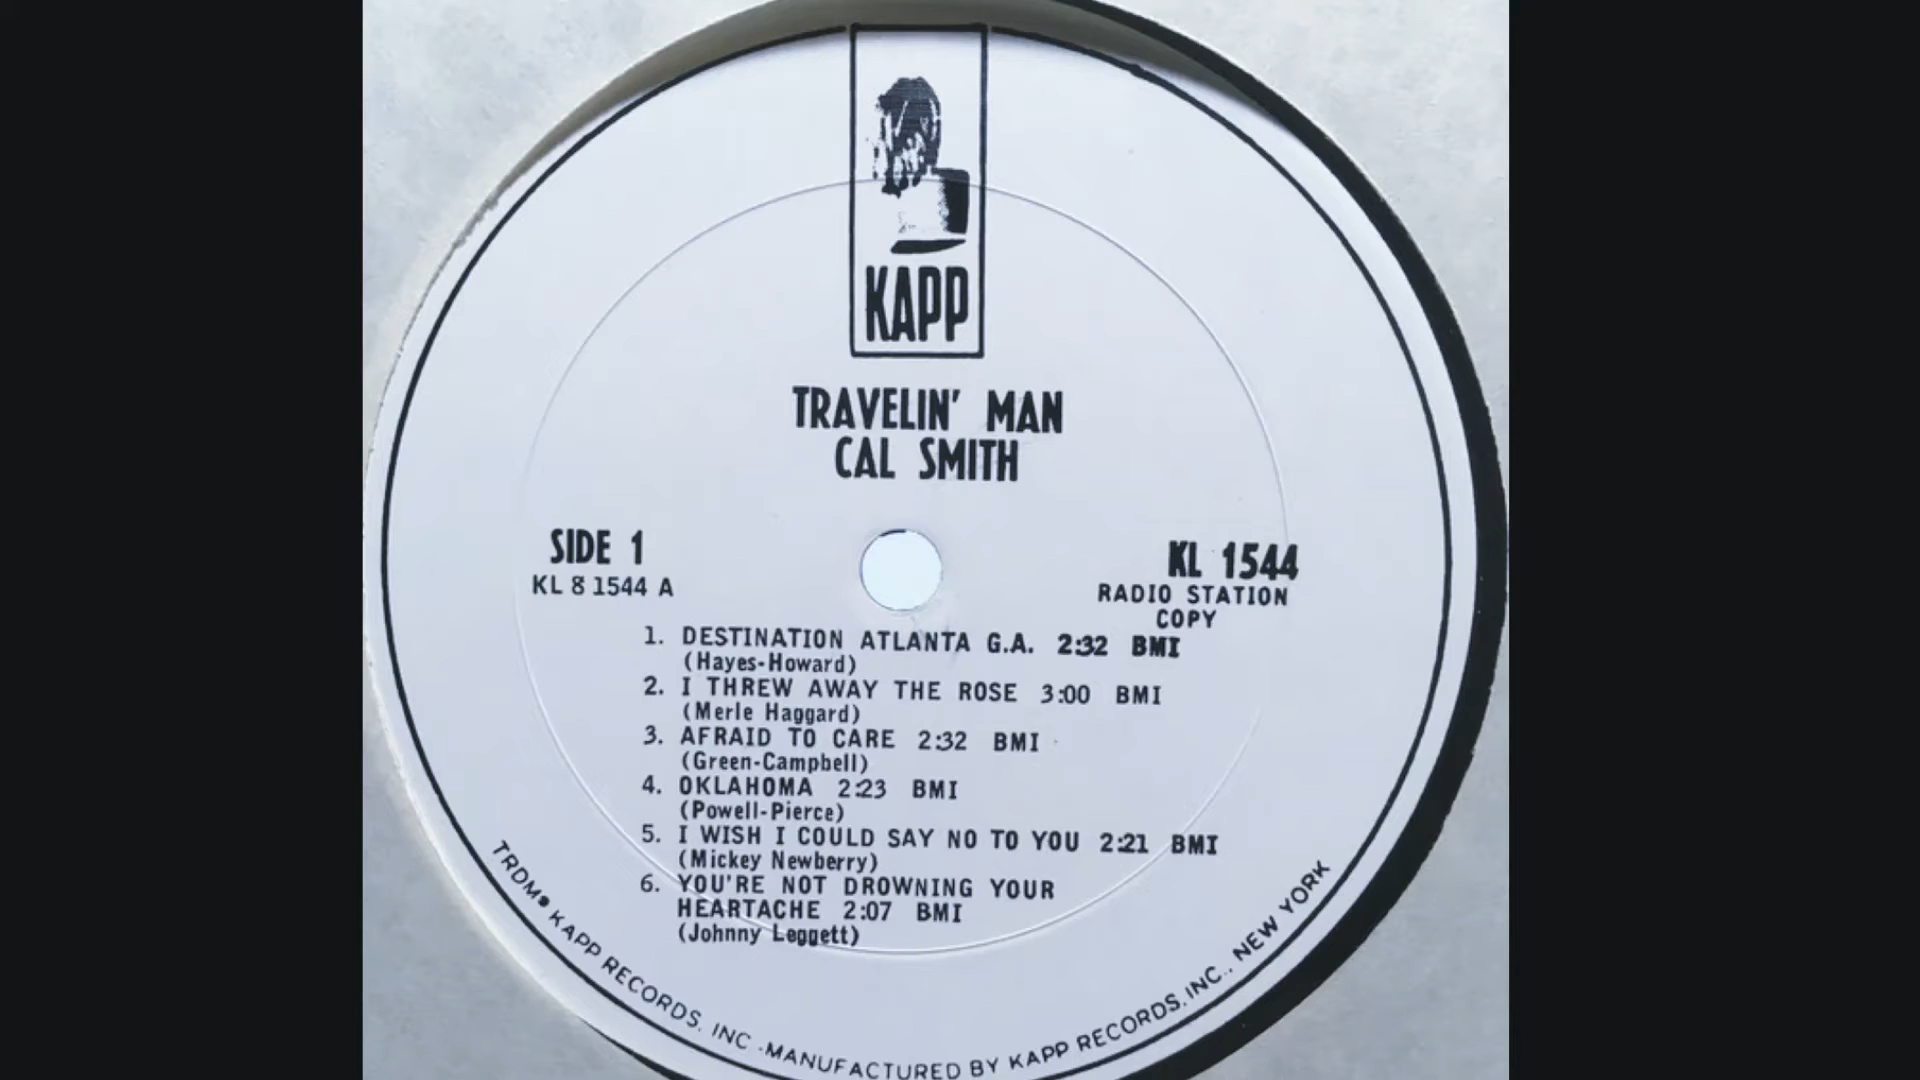 KAPP
TRAVELIN' MAN
CAL SMITH
SIDE 1
KL 8 1544 A
KL 1544
RADIO STATION
COPY
1. DESTINATION ATLANTA G.A. 2:32 BMI
(Hayes-Howard)
2. I THREW AWAY THE ROSE 3:00 BMI
(Merle Haggard)
3. AFRAID TO CARE 2:32 BMI
(Green-Campbell)
4. OKLAHOMA 2:23 BMI
(Powell-Pierce)
5. I WISH I COULD SAY NO TO YOU 2:21 BMI
(Mickey Newberry)
6. YOU'RE NOT DROWNING YOUR
HEARTACHE 2:07 BMI
(Johnny Leggett)
TRDM® KAPP RECORDS, INC.-MANUFACTURED BY KAPP RECORDS, INC., NEW YORK